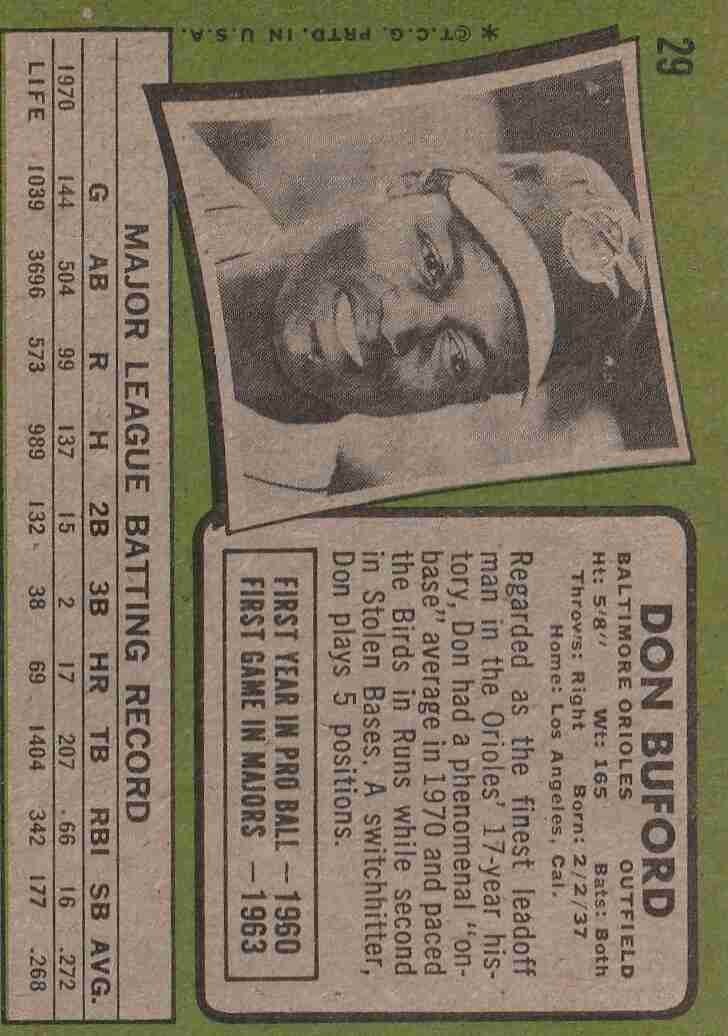 29
*©T.C.G. PRTD. IN U.S.A.
DON BUFORD
BALTIMORE ORIOLES OUTFIELD
Ht: 5'8" Wt: 165 Bats: Both
Throws: Right Born: 2/2/37
Home: Los Angeles, Cal.
Regarded as the finest leadoff
man in the Orioles' 17-year his-
tory, Don had a phenomenal "on-
base" average in 1970 and paced
the Birds in Runs while second
in Stolen Bases. A switchhitter,
Don plays 5 positions.
FIRST YEAR IN PRO BALL — 1960
FIRST GAME IN MAJORS — 1963
MAJOR LEAGUE BATTING RECORD
G AB R H 2B 3B HR TB RBI SB AVG.
1970 144 504 99 137 15 2 17 207 66 16 .272
LIFE 1039 3696 573 989 132 38 69 1404 342 177 .268